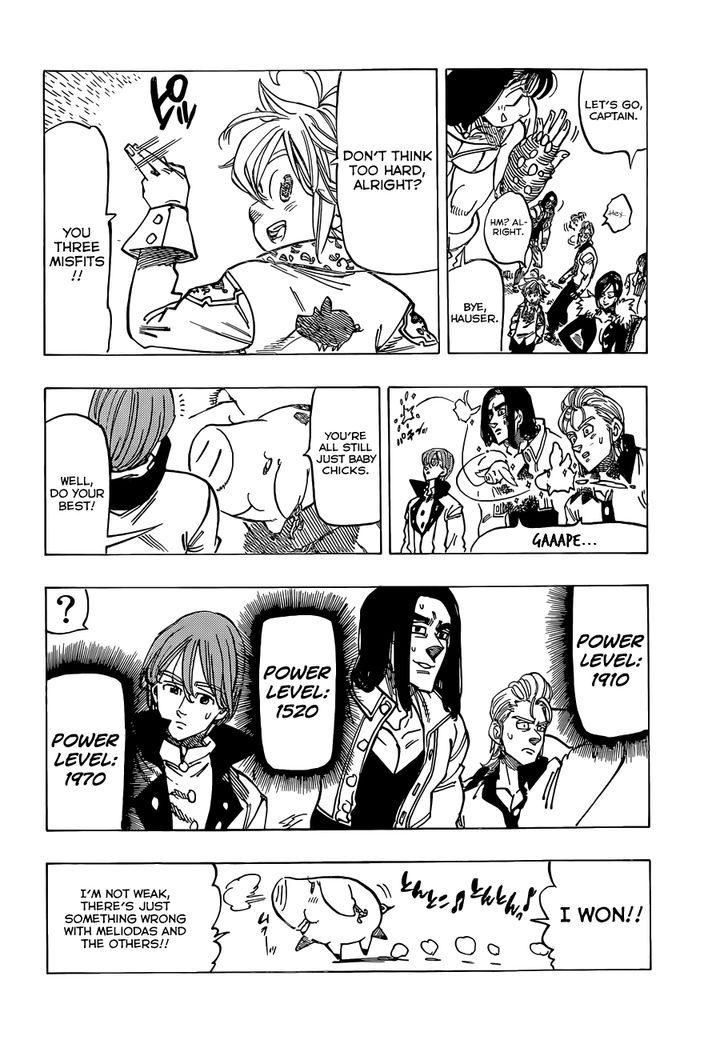 LET'S GO,
CAPTAIN.
Hey...
HM? AL-
RIGHT.
BYE,
HAUSER.
DON'T THINK
TOO HARD,
ALRIGHT?
YOU
THREE
MISFITS
!!
GAAAPE...
YOU'RE
ALL STILL
JUST BABY
CHICKS.
WELL,
DO YOUR
BEST!
POWER
LEVEL:
1910
POWER
LEVEL:
1520
?
POWER
LEVEL:
1970
I WON!!
I'M NOT WEAK,
THERE'S JUST
SOMETHING WRONG
WITH MELIODAS AND
THE OTHERS!!